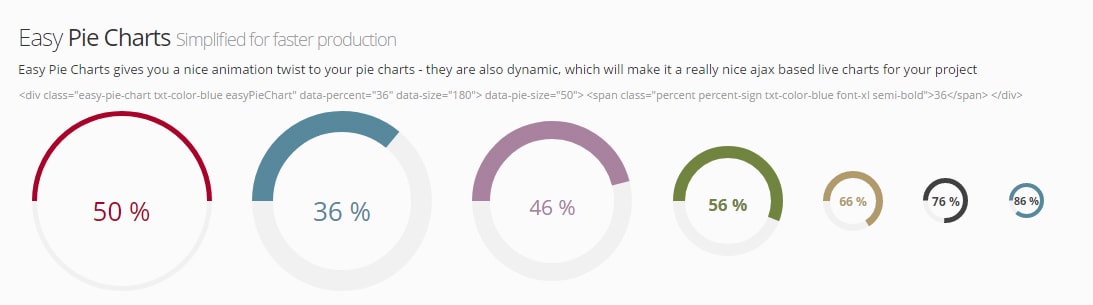 Easy Pie Charts Simplified for faster production
Easy Pie Charts gives you a nice animation twist to your pie charts - they are also dynamic, which will make it a really nice ajax based live charts for your project
<div class="easy-pie-chart txt-color-blue easyPieChart" data-percent="36" data-size="180"> data-pie-size="50"> <span class="percent percent-sign txt-color-blue font-xl semi-bold">36</span> </div>
50 % 36 % 46 % 56 % 66 % 76 % 86 %